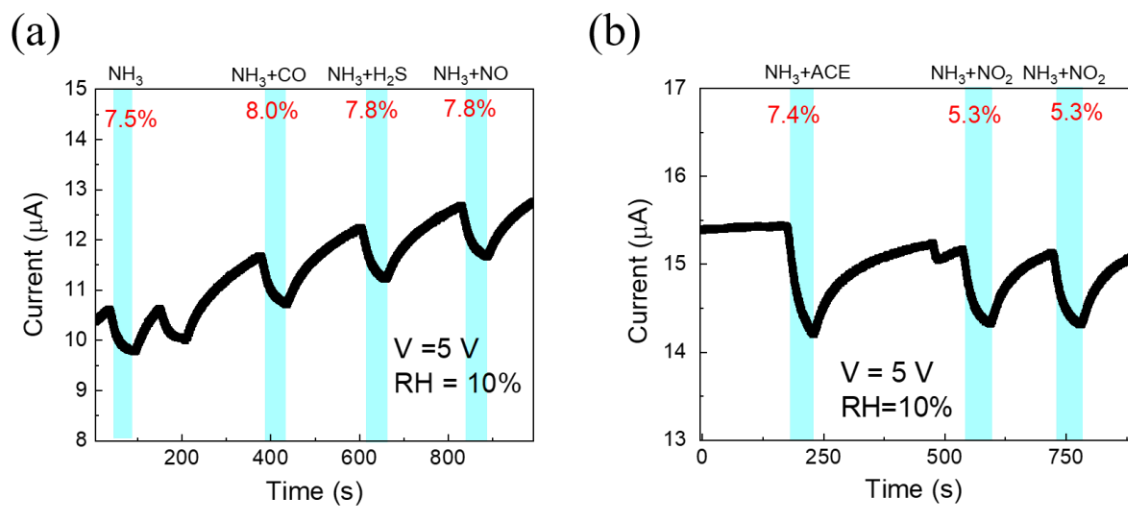 (a)
NH₃ NH₃+CO NH₃+H₂S NH₃+NO
15
7.5% 8.0% 7.8% 7.8%
14
13
12
11
10
9
8
Current (μA)
V =5 V
RH = 10%
200 400 600 800
Time (s)
(b)
NH₃+ACE NH₃+NO₂ NH₃+NO₂
17
7.4% 5.3% 5.3%
16
15
14
13
Current (μA)
V = 5 V
RH=10%
0 250 500 750
Time (s)